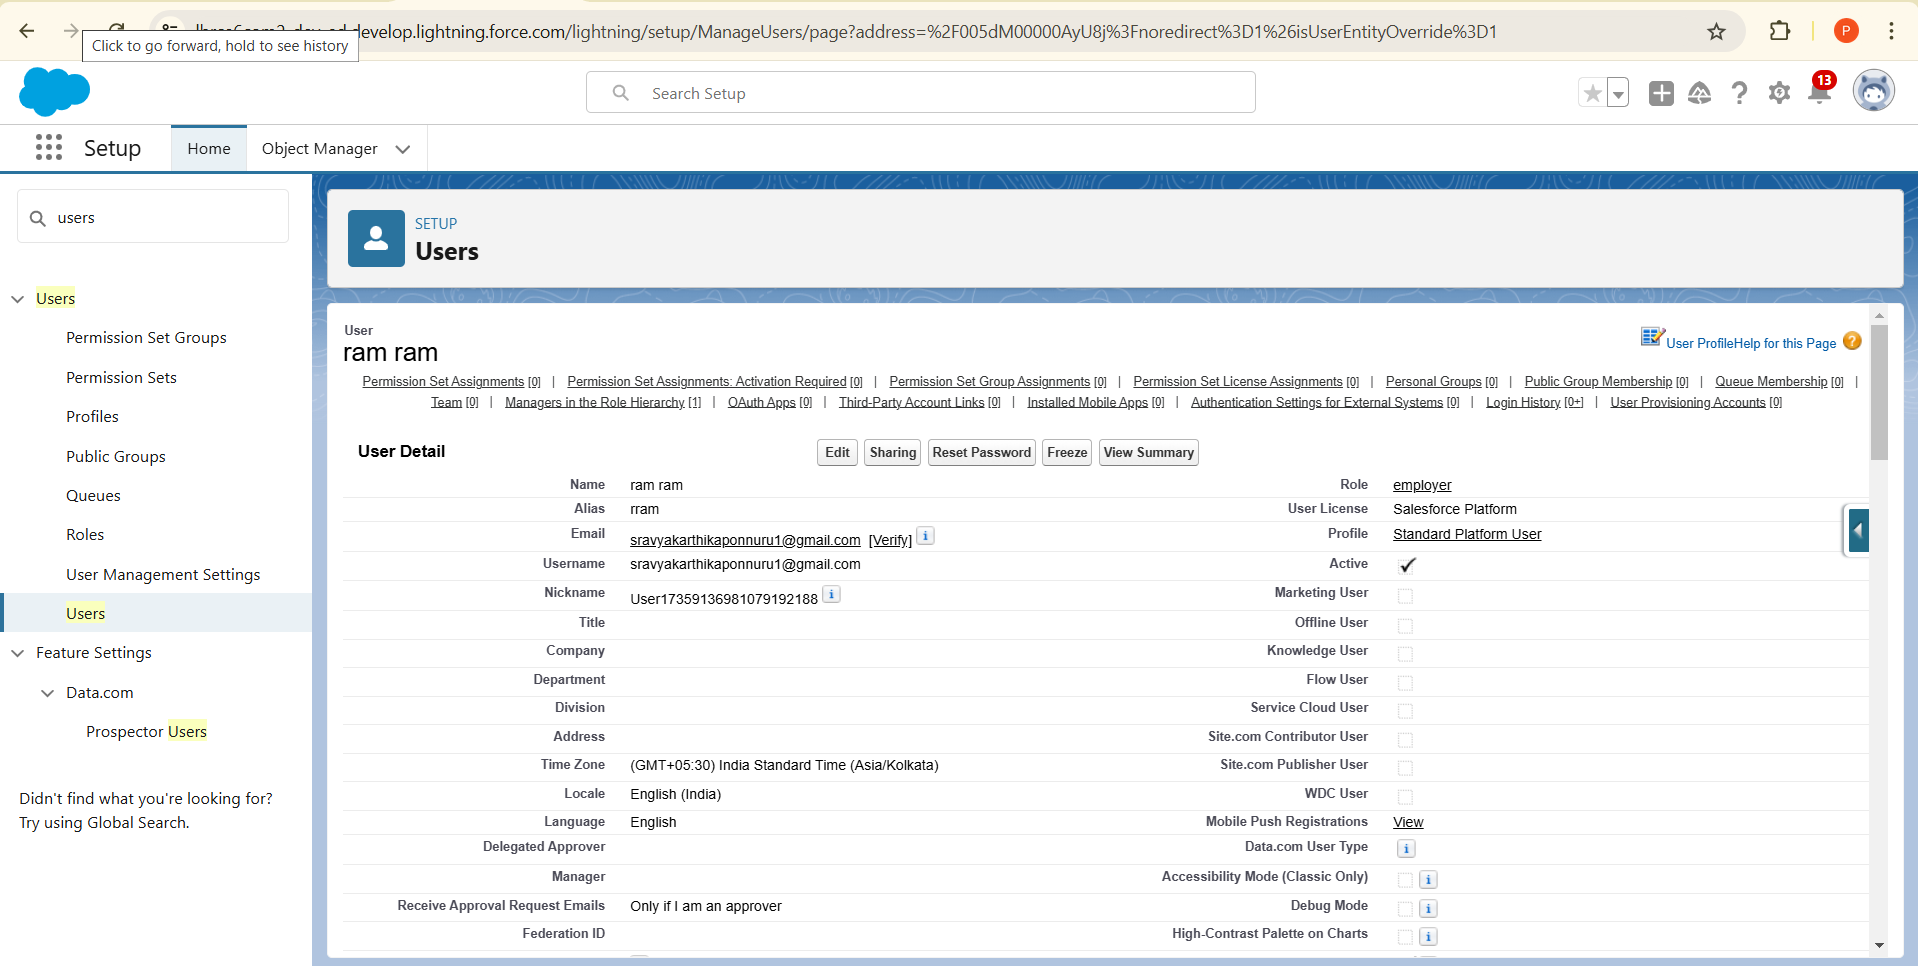 develop.lightning.force.com/lightning/setup/ManageUsers/page?address=%2F005dM00000AyU8j%3Fnoredirect%3D1%26isUserEntityOverride%3D1
P
Click to go forward, hold to see history
Search Setup
13
Setup
Home
Object Manager
users
SETUP
Users
Users
Permission Set Groups
Permission Sets
Profiles
Public Groups
Queues
Roles
User Management Settings
Users
Feature Settings
Data.com
Prospector Users
Didn't find what you're looking for?
Try using Global Search.
User
ram ram
User Profile Help for this Page ?
Permission Set Assignments [0] | Permission Set Assignments: Activation Required [0] | Permission Set Group Assignments [0] | Permission Set License Assignments [0] | Personal Groups [0] | Public Group Membership [0] | Queue Membership [0] |
Team [0] | Managers in the Role Hierarchy [1] | OAuth Apps [0] | Third-Party Account Links [0] | Installed Mobile Apps [0] | Authentication Settings for External Systems [0] | Login History [0+] | User Provisioning Accounts [0]
User Detail Edit Sharing Reset Password Freeze View Summary
Name ram ram Role employer
Alias rram User License Salesforce Platform
Email sravyakarthikaponnuru1@gmail.com [Verify] i Profile Standard Platform User
Username sravyakarthikaponnuru1@gmail.com Active
Nickname User17359136981079192188 i Marketing User
Title Offline User
Company Knowledge User
Department Flow User
Division Service Cloud User
Address Site.com Contributor User
Time Zone (GMT+05:30) India Standard Time (Asia/Kolkata) Site.com Publisher User
Locale English (India) WDC User
Language English Mobile Push Registrations View
Delegated Approver Data.com User Type i
Manager Accessibility Mode (Classic Only) i
Receive Approval Request Emails Only if I am an approver Debug Mode i
Federation ID High-Contrast Palette on Charts i